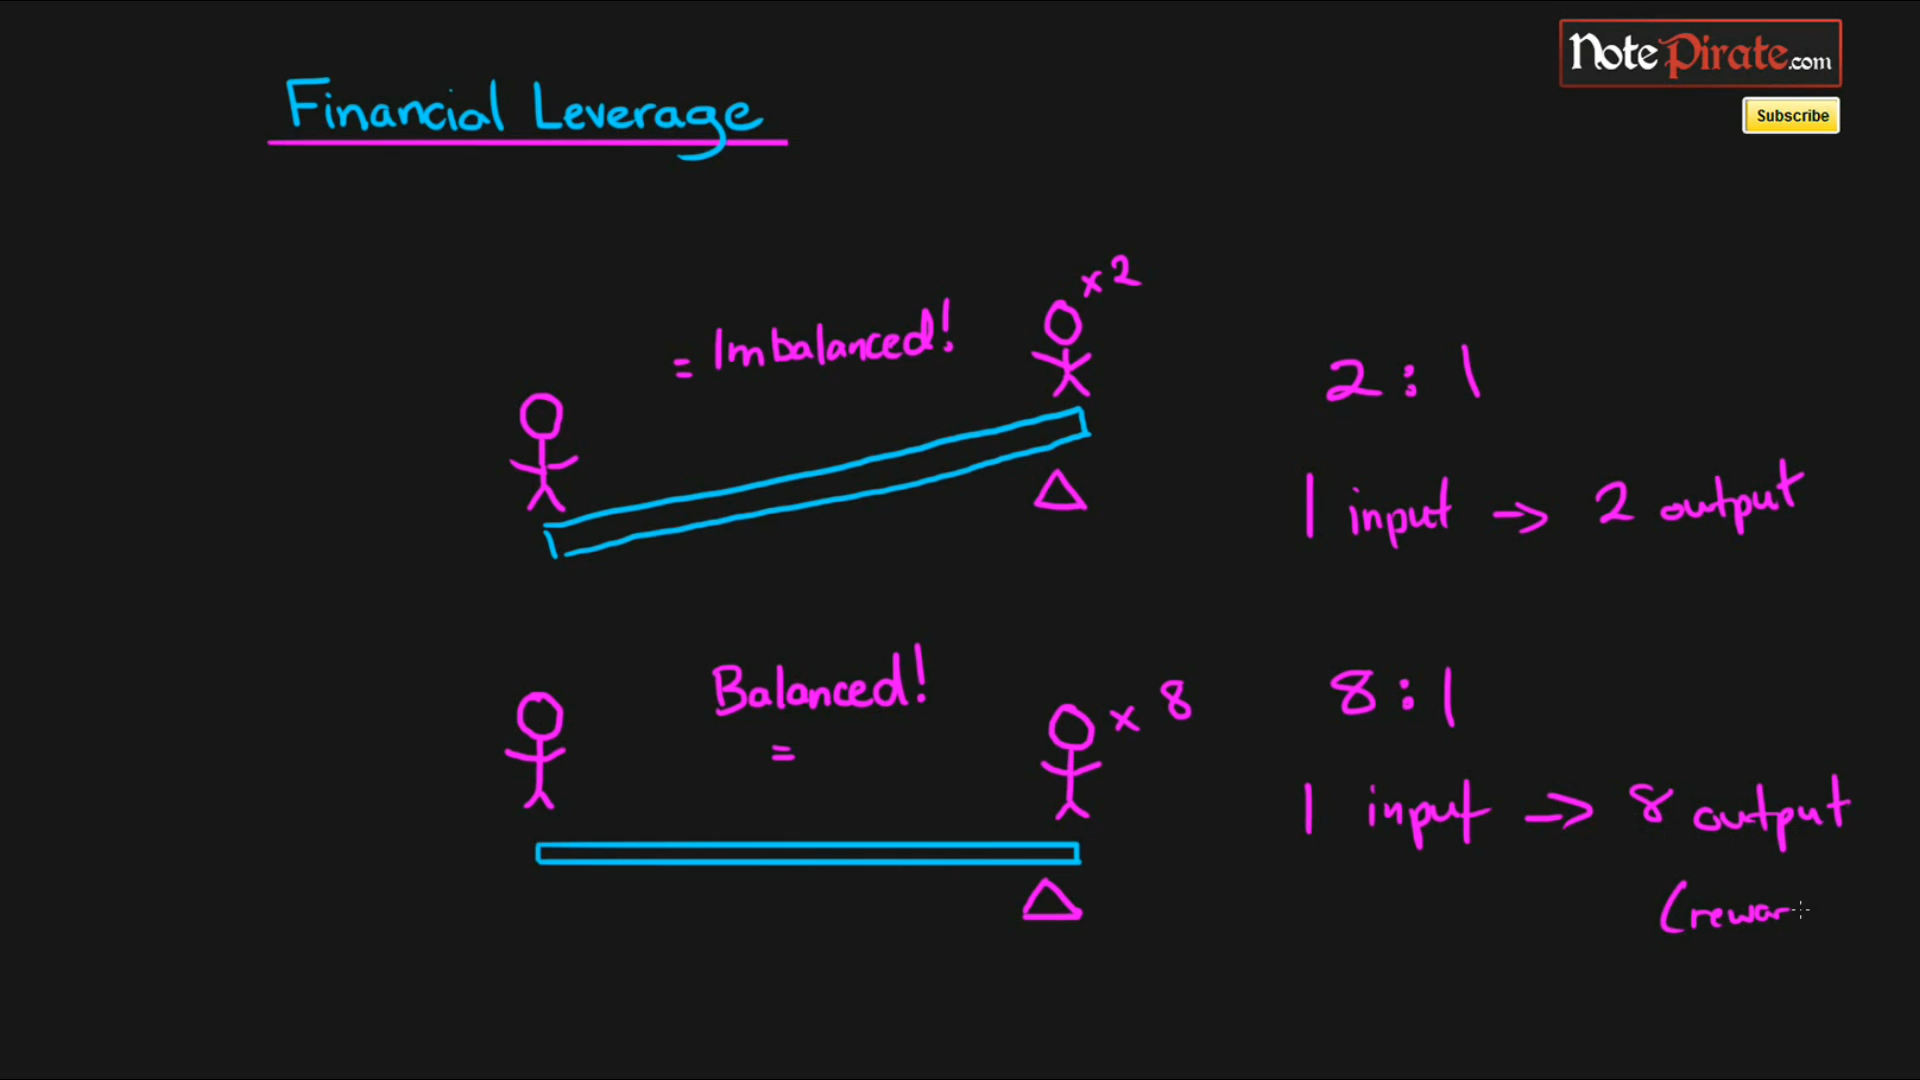 NotePirate.com
Subscribe
Financial Leverage
x 2
= Imbalanced!
2 : 1
1 input -> 2 output
Balanced!
=
x 8
8 : 1
1 input -> 8 output
(rewar